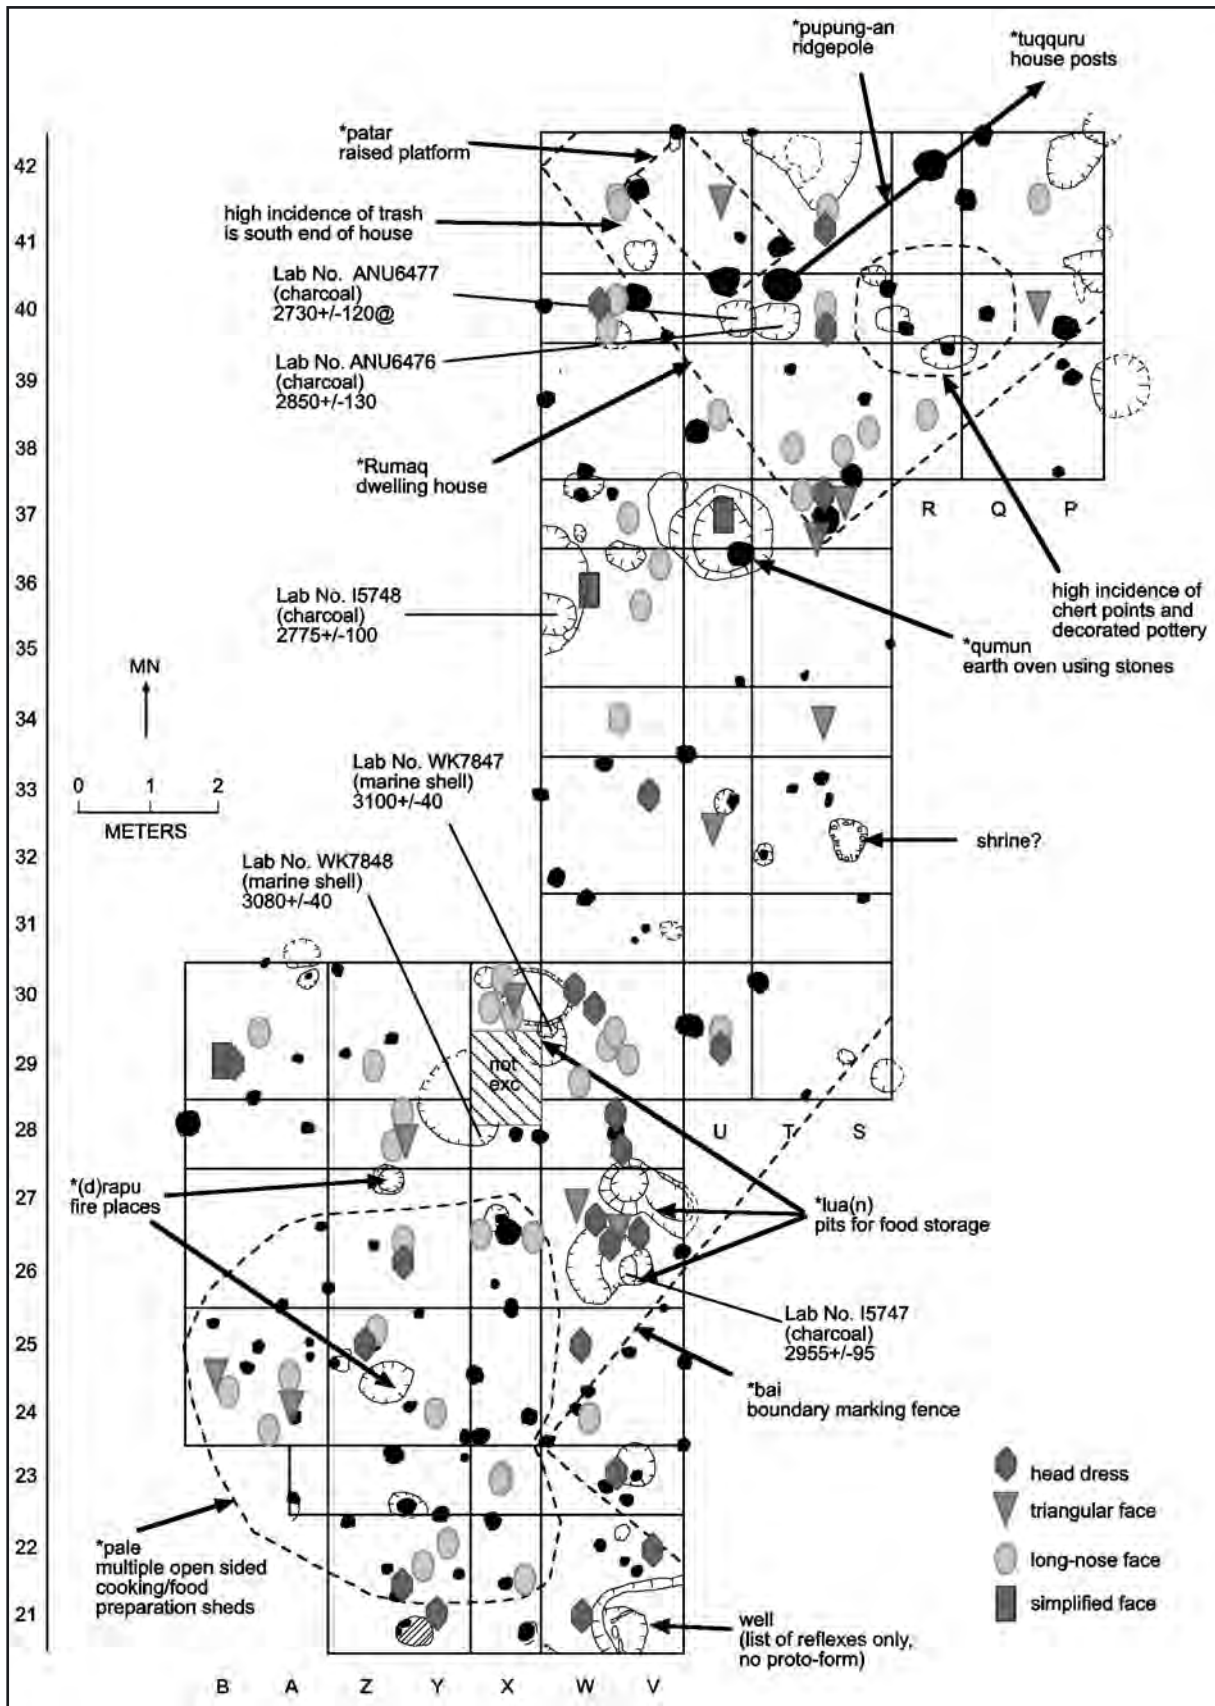 *pupung-an
ridgepole
*tuqquru
house posts
*patar
raised platform
high incidence of trash
is south end of house
Lab No. ANU6477
(charcoal)
2730+/-120@
Lab No. ANU6476
(charcoal)
2850+/-130
*Rumaq
dwelling house
Lab No. I5748
(charcoal)
2775+/-100
high incidence of
chert points and
decorated pottery
*qumun
earth oven using stones
MN
0 1 2
METERS
Lab No. WK7847
(marine shell)
3100+/-40
Lab No. WK7848
(marine shell)
3080+/-40
shrine?
not
exc
*(d)rapu
fire places
*lua(n)
pits for food storage
Lab No. I5747
(charcoal)
2955+/-95
*bai
boundary marking fence
*pale
multiple open sided
cooking/food
preparation sheds
well
(list of reflexes only,
no proto-form)
head dress
triangular face
long-nose face
simplified face
42
41
40
39
38
37
36
35
34
33
32
31
30
29
28
27
26
25
24
23
22
21
R Q P
U T S
B A Z Y X W V